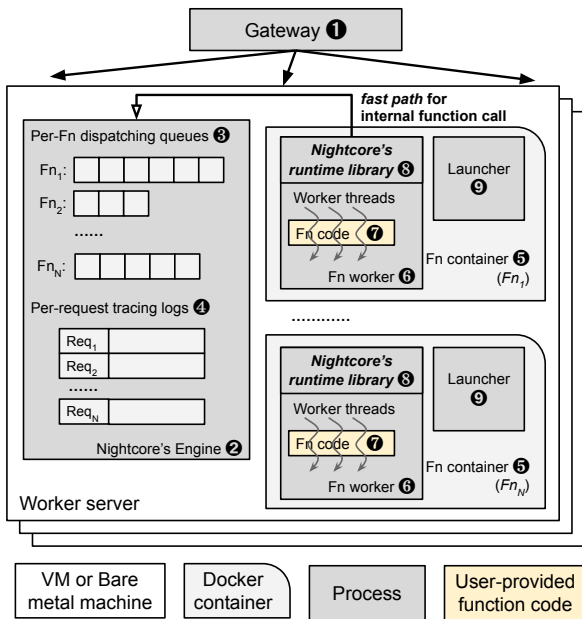 Gateway ❶
fast path for
internal function call
Per-Fn dispatching queues ❸
Fn1:
Fn2:
......
FnN:
Per-request tracing logs ❹
Req1
Req2
......
ReqN
Nightcore's Engine ❷
Nightcore's
runtime library ❽
Worker threads
Fn code ❼
Fn worker ❻
Launcher
❾
Fn container ❺
(Fn1)
............
Nightcore's
runtime library ❽
Worker threads
Fn code ❼
Fn worker ❻
Launcher
❾
Fn container ❺
(FnN)
Worker server
VM or Bare
metal machine
Docker
container
Process
User-provided
function code